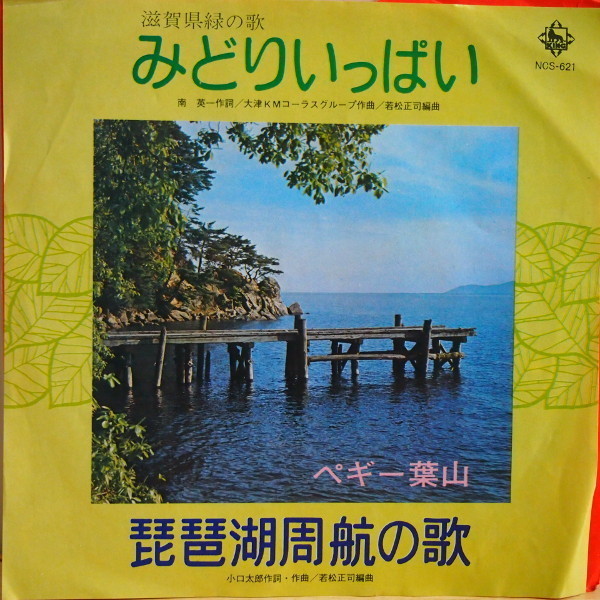 滋賀県緑の歌
みどりいっぱい
南 英一作詞／大津KMコーラスグループ作曲／若松正司編曲
KING
NCS-621
ペギー葉山
琵琶湖周航の歌
小口太郎作詞・作曲／若松正司編曲